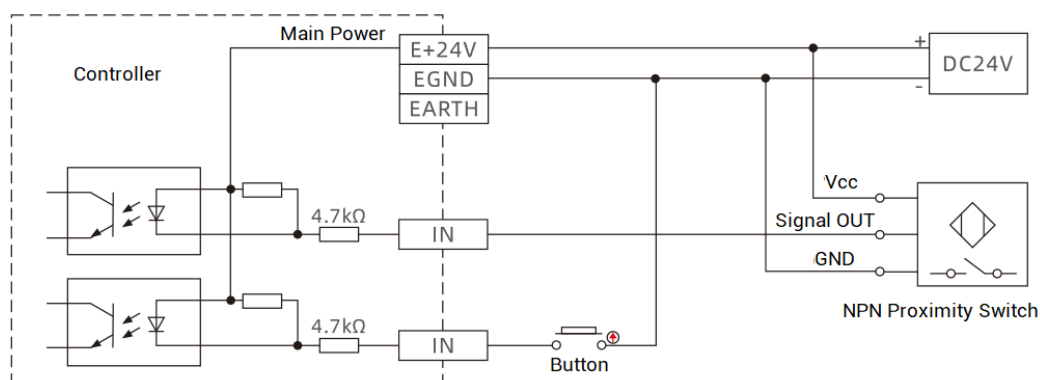 Main Power
E+24V
+
DC24V
Controller
EGND
-
EARTH
Vcc
4.7kΩ
IN
Signal OUT
GND
NPN Proximity Switch
4.7kΩ
IN
Button